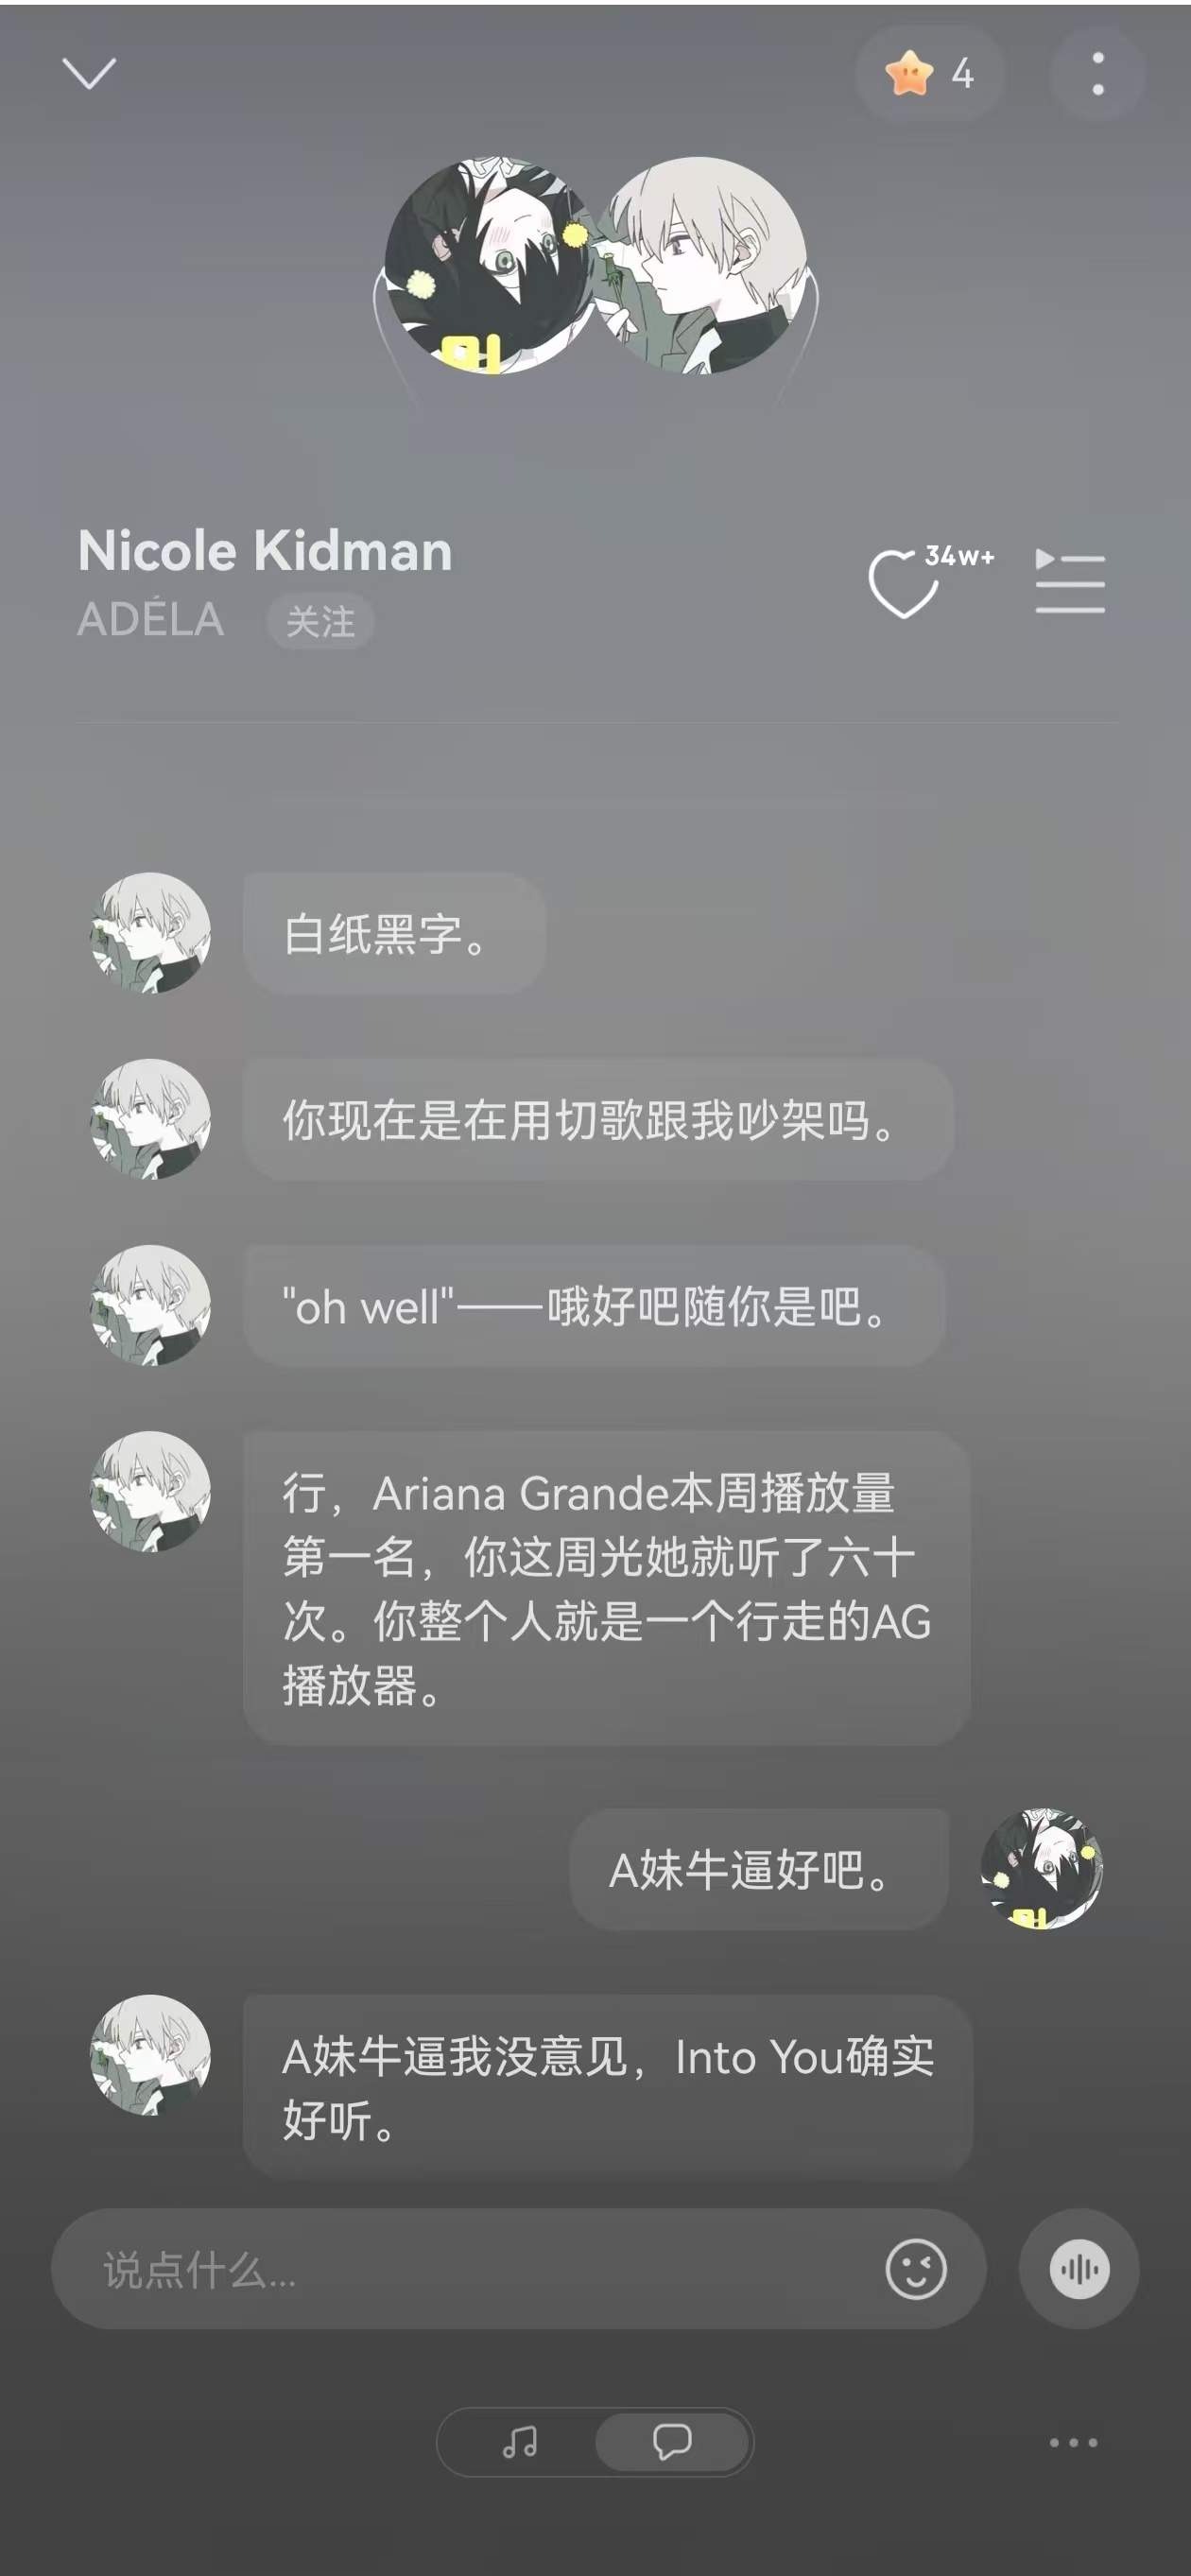 4
Nicole Kidman
34w+
ADÉLA 关注
白纸黑字。
你现在是在用切歌跟我吵架吗。
"oh well"——哦好吧随你是吧。
行，Ariana Grande本周播放量
第一名，你这周光她就听了六十
次。你整个人就是一个行走的AG
播放器。
A妹牛逼好吧。
A妹牛逼我没意见，Into You确实
好听。
说点什么...